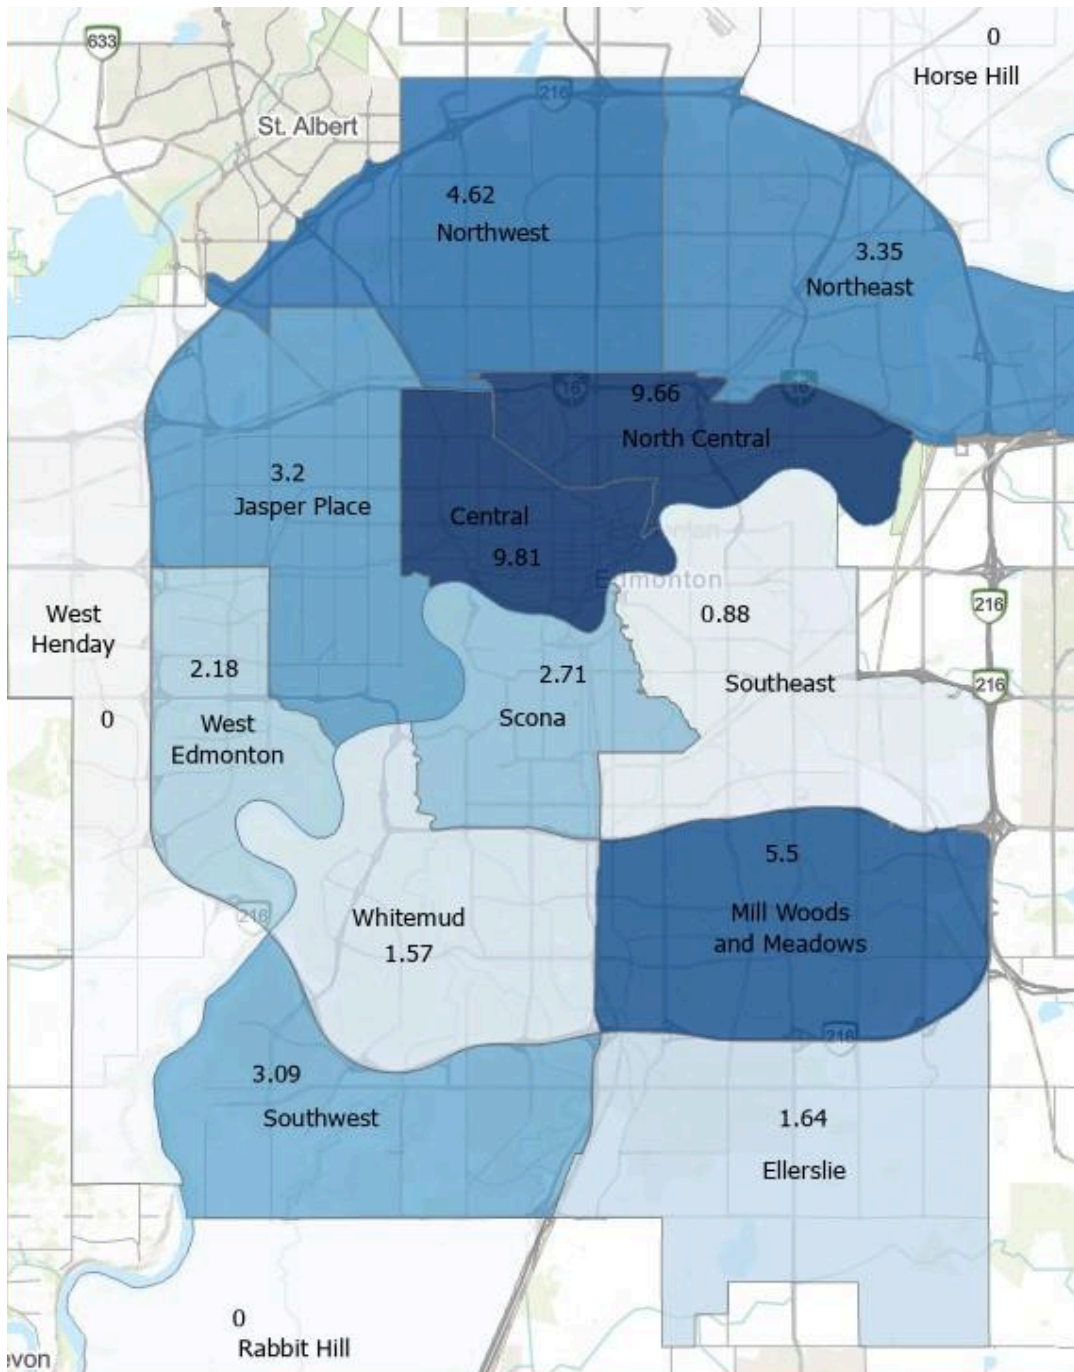 633
0
Horse Hill
216
St. Albert
4.62
Northwest
3.35
Northeast
16
9.66
16
North Central
3.2
Jasper Place
Central
9.81
Edmonton
216
West
Henday
0.88
2.18
2.71
Southeast
216
0
Scona
West
Edmonton
5.5
216
Whitemud
1.57
Mill Woods
and Meadows
216
3.09
Southwest
1.64
Ellerslie
0
Rabbit Hill
evon